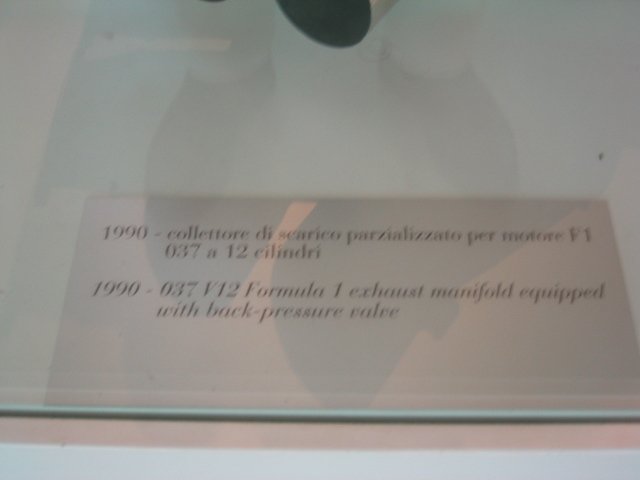 1990 - collettore di scarico parzializzato per motore F1
037 a 12 cilindri
1990 - 037 V12 Formula 1 exhaust manifold equipped
with back-pressure valve